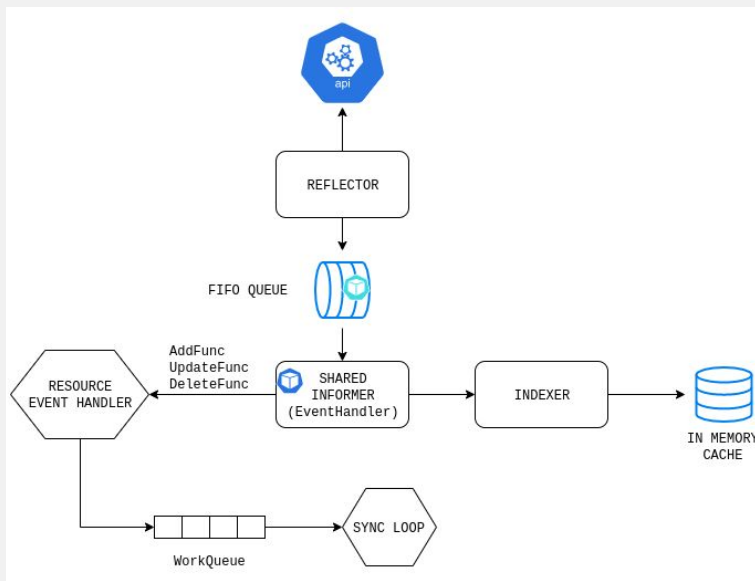 api
REFLECTOR
FIFO QUEUE
AddFunc
UpdateFunc
DeleteFunc
RESOURCE
EVENT HANDLER
SHARED
INFORMER
(EventHandler)
INDEXER
IN MEMORY
CACHE
SYNC LOOP
WorkQueue